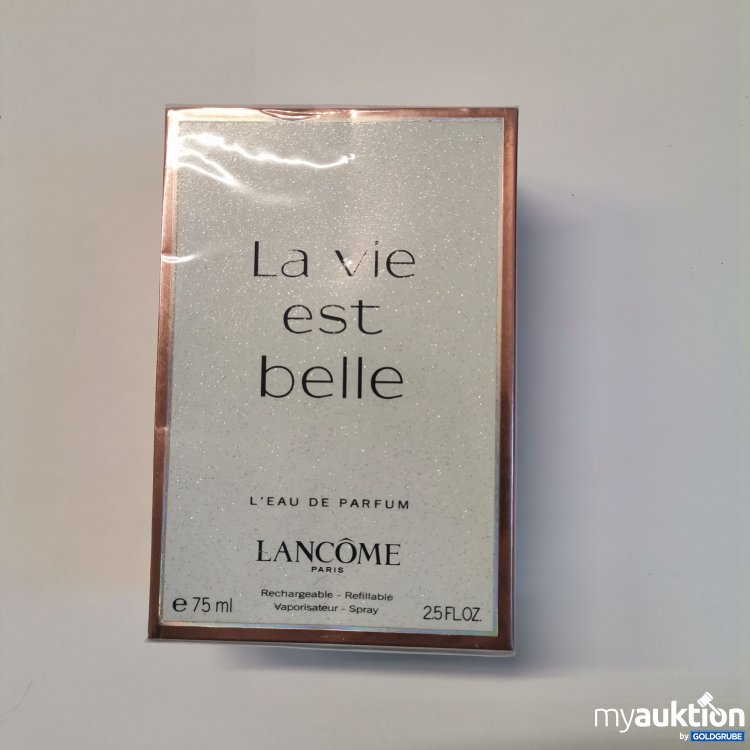 La vie
est
belle
L'EAU DE PARFUM
LANCÔME
PARIS
Rechargeable - Refillable
Vaporisateur - Spray
e 75 ml
2.5 FL.OZ.
myauktion
by GOLDGRUBE